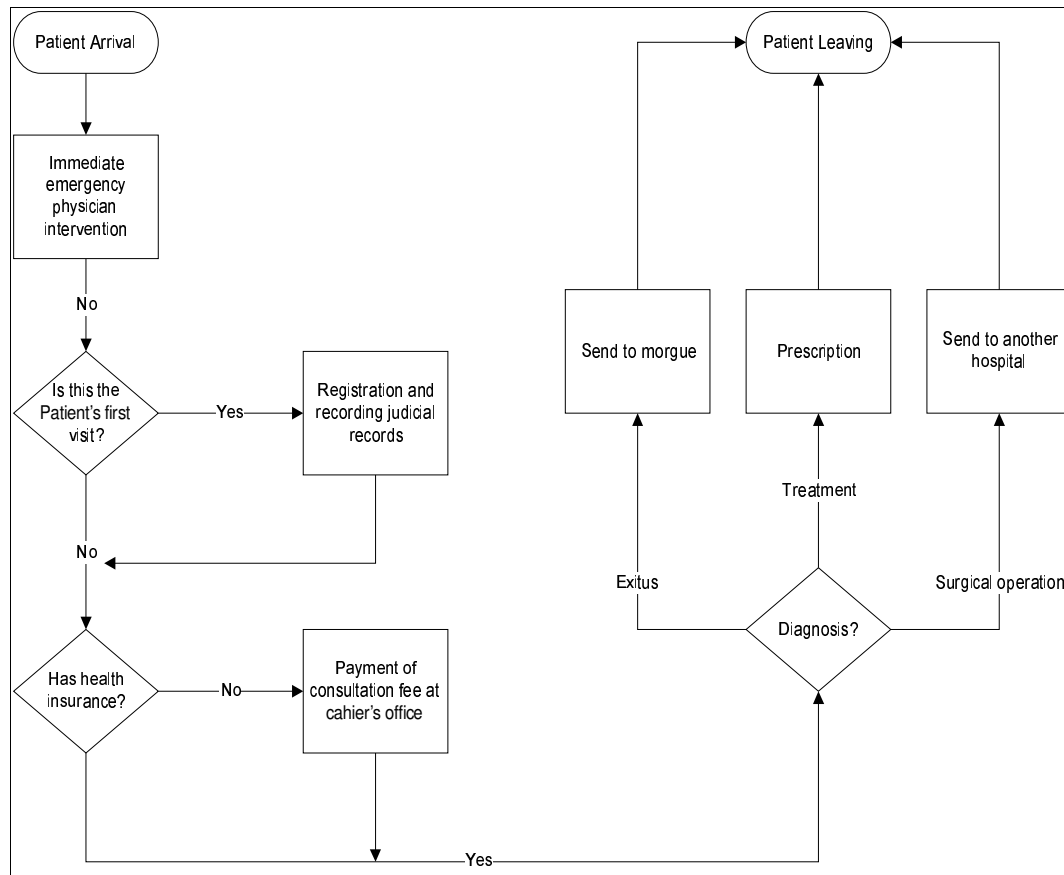 Patient Arrival
Immediate
emergency
physician
intervention
No
Is this the
Patient's first
visit?
Yes
Registration and
recording judicial
records
No
Has health
insurance?
No
Payment of
consultation fee at
cahier's office
Yes
Diagnosis?
Exitus
Treatment
Surgical operation
Send to morgue
Prescription
Send to another
hospital
Patient Leaving